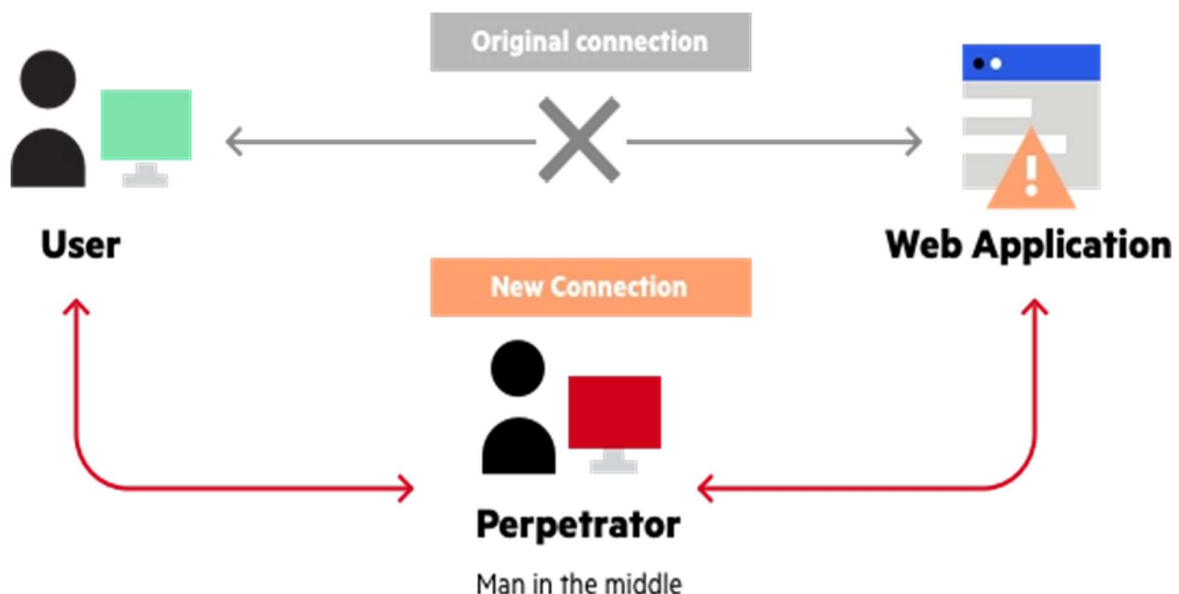 Original connection
User
Web Application
New Connection
Perpetrator
Man in the middle